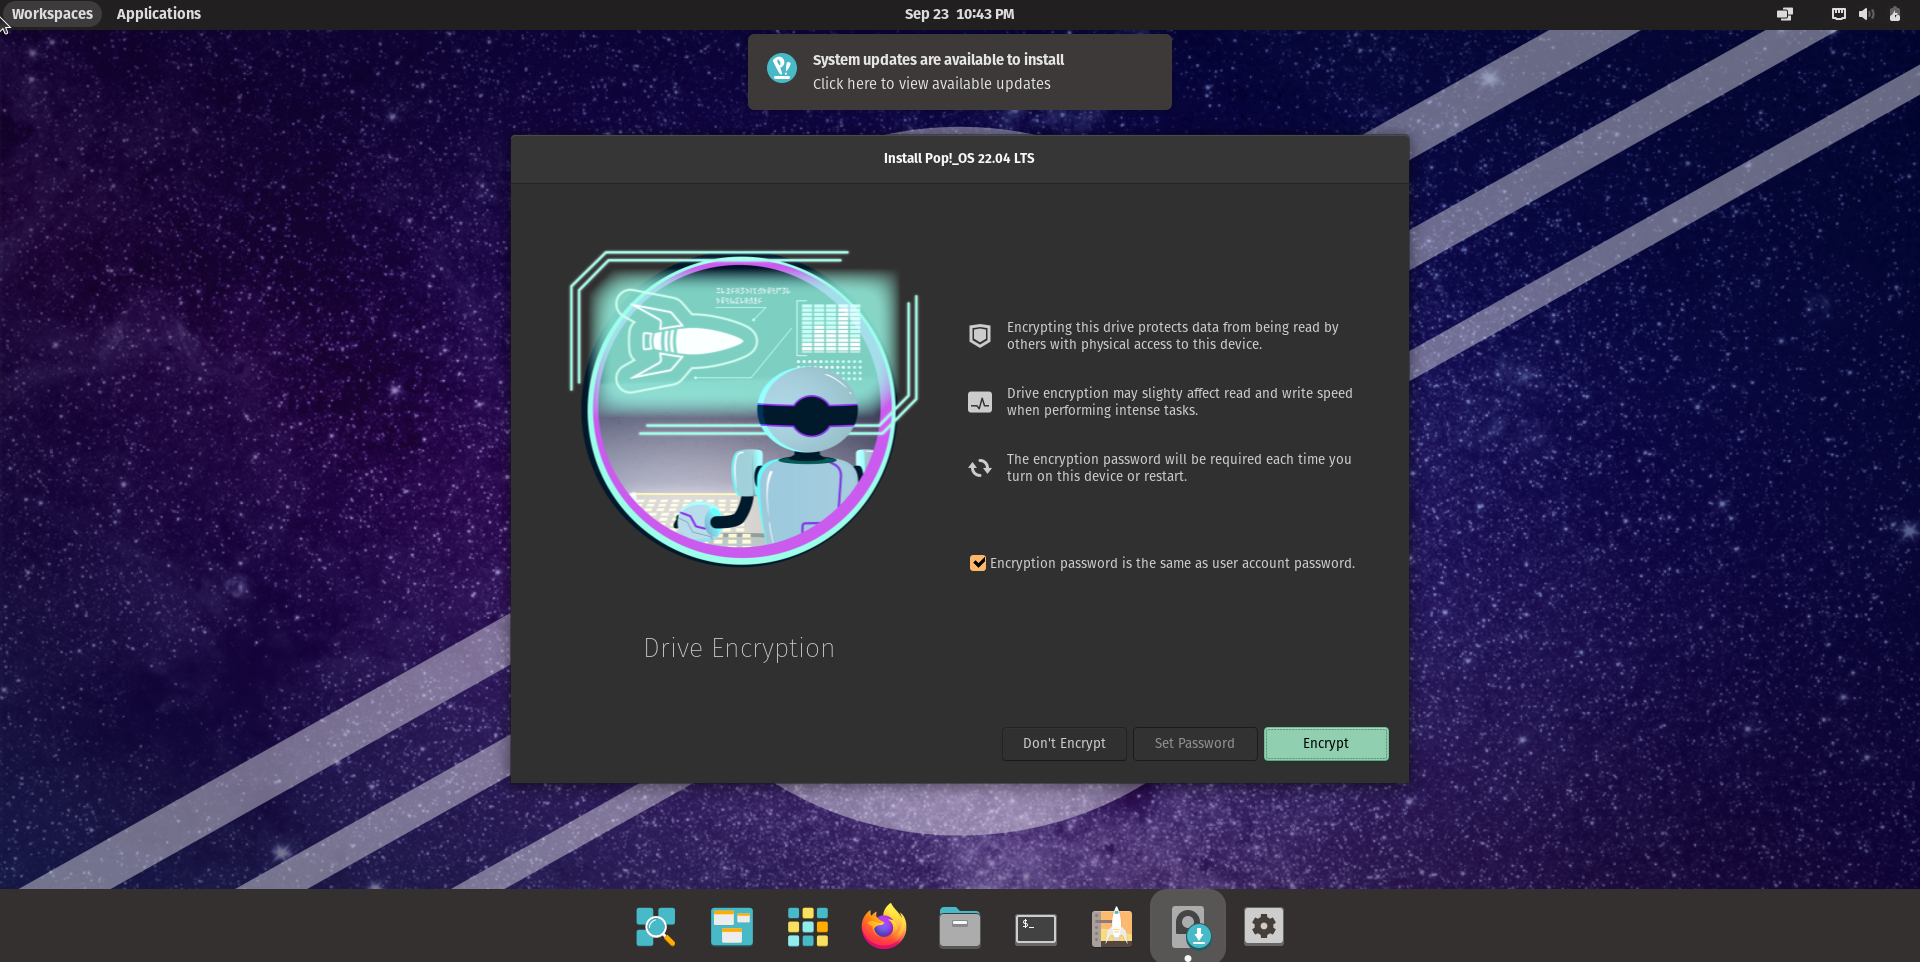 Workspaces Applications Sep 23 10:43 PM
System updates are available to install
Click here to view available updates
Install Pop!_OS 22.04 LTS
Encrypting this drive protects data from being read by
others with physical access to this device.
Drive encryption may slighty affect read and write speed
when performing intense tasks.
The encryption password will be required each time you
turn on this device or restart.
Encryption password is the same as user account password.
Drive Encryption
Don't Encrypt Set Password Encrypt
$_